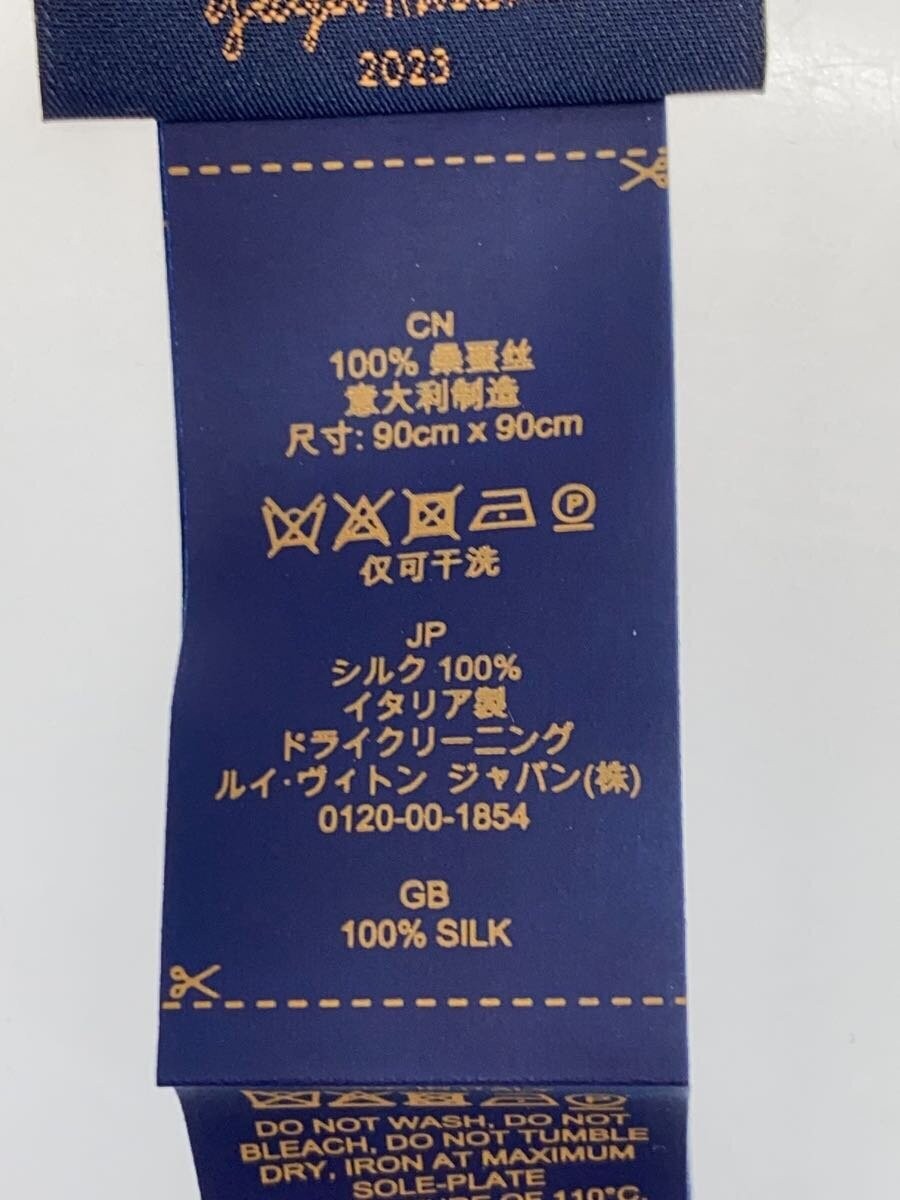 2023
CN
100% 桑蚕丝
意大利制造
尺寸: 90cm x 90cm
P
仅可干洗
JP
シルク 100%
イタリア製
ドライクリーニング
ルイ·ヴィトン ジャパン(株)
0120-00-1854
GB
100% SILK
DO NOT WASH, DO NOT
BLEACH, DO NOT TUMBLE
DRY, IRON AT MAXIMUM
SOLE-PLATE
OF 110°C.